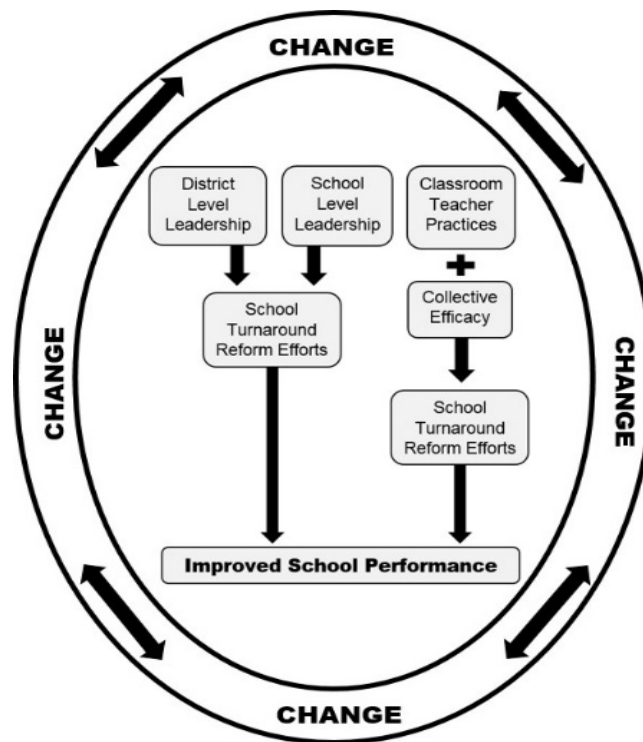 CHANGE
District
Level
Leadership
School
Level
Leadership
Classroom
Teacher
Practices
Collective
Efficacy
School
Turnaround
Reform Efforts
School
Turnaround
Reform Efforts
Improved School Performance
CHANGE
CHANGE
CHANGE